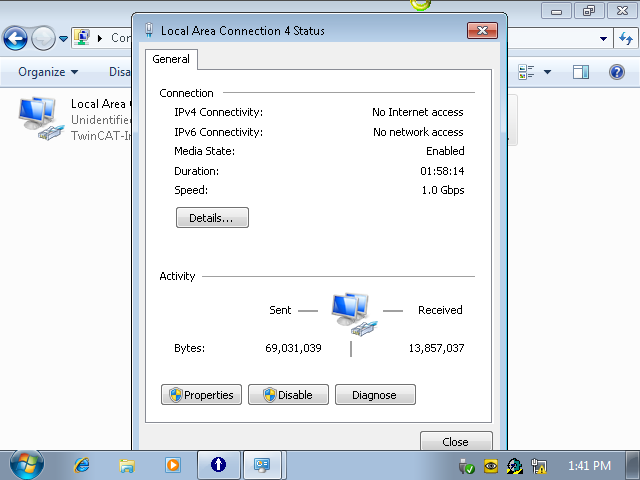 Local Area Connection 4 Status
Con
Organize
Disa
General
Local Area C
Unidentified
TwinCAT-In
Connection
IPv4 Connectivity: No Internet access
IPv6 Connectivity: No network access
Media State: Enabled
Duration: 01:58:14
Speed: 1.0 Gbps
Details...
Activity
Sent Received
Bytes: 69,031,039 13,857,037
Properties Disable Diagnose
Close
1:41 PM